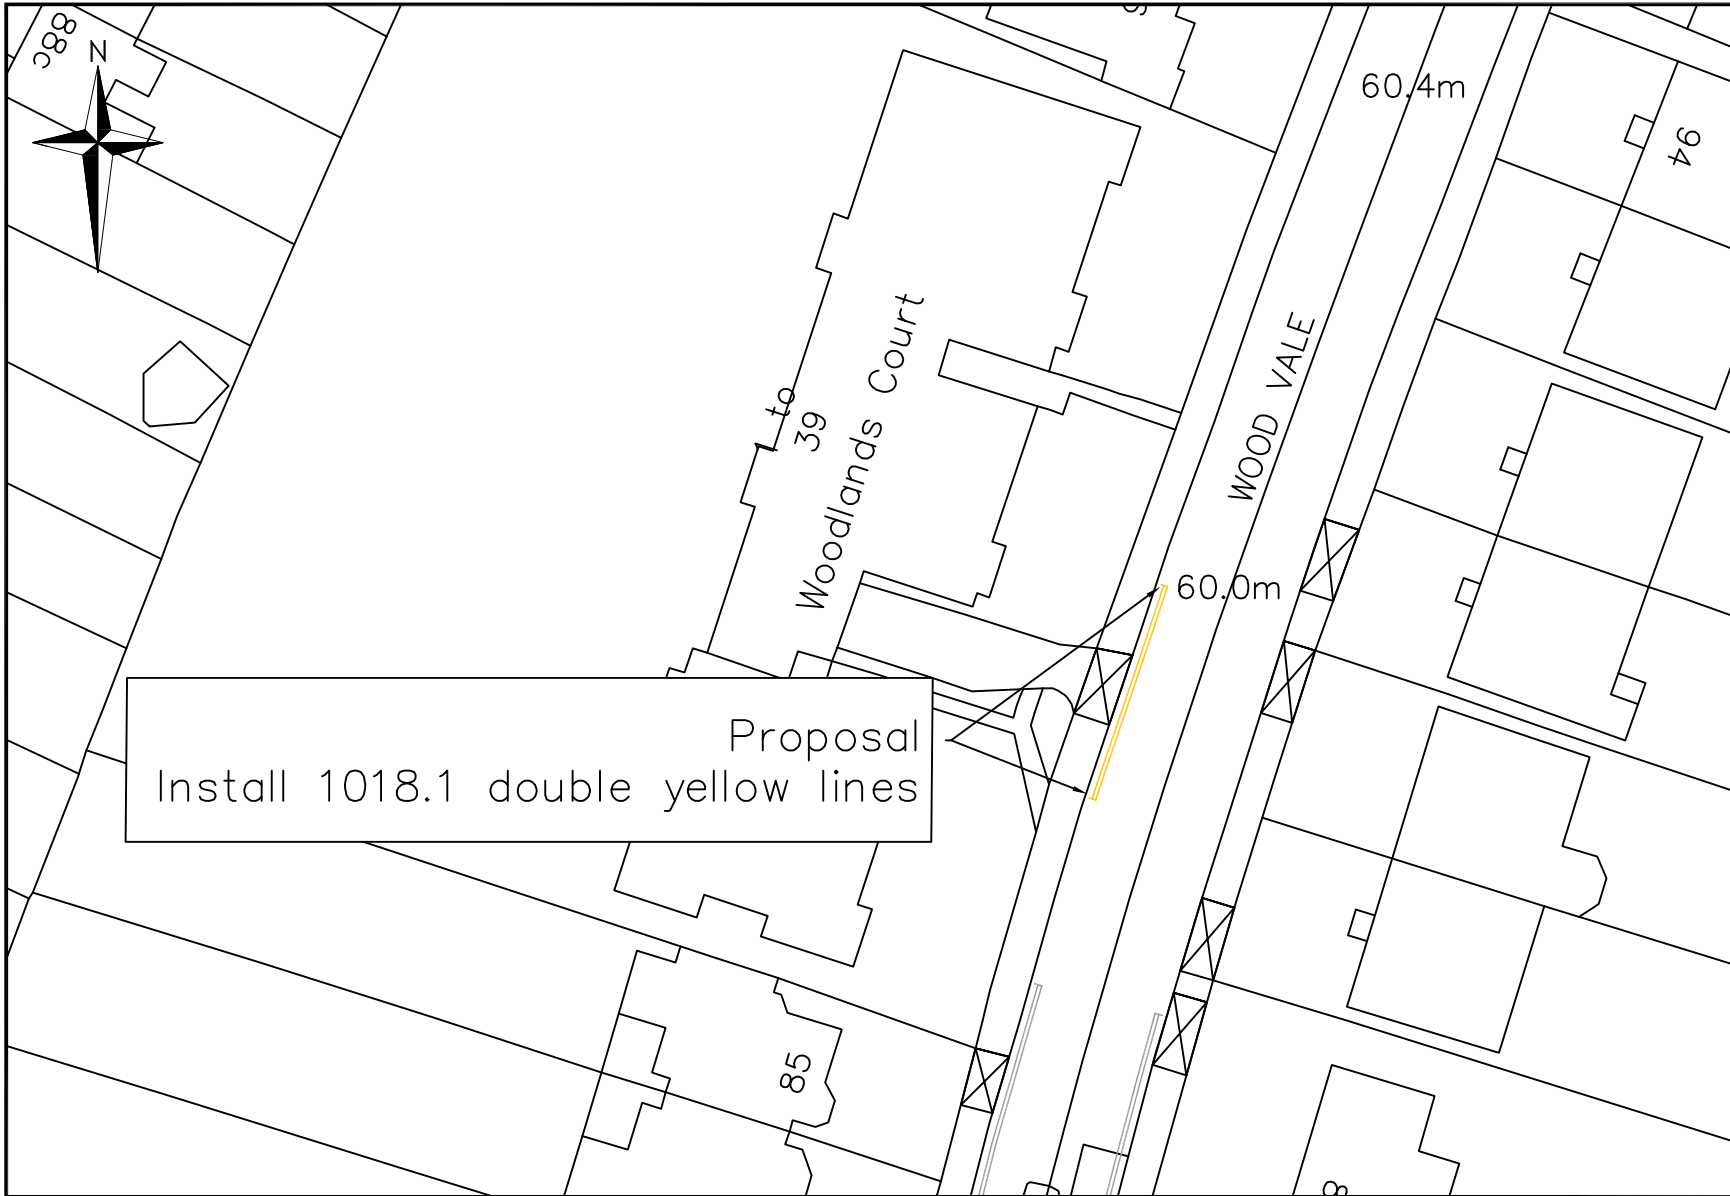 88c
N
60.4m
94
WOOD VALE
1 to
39
Woodlands Court
60.0m
Proposal
Install 1018.1 double yellow lines
85